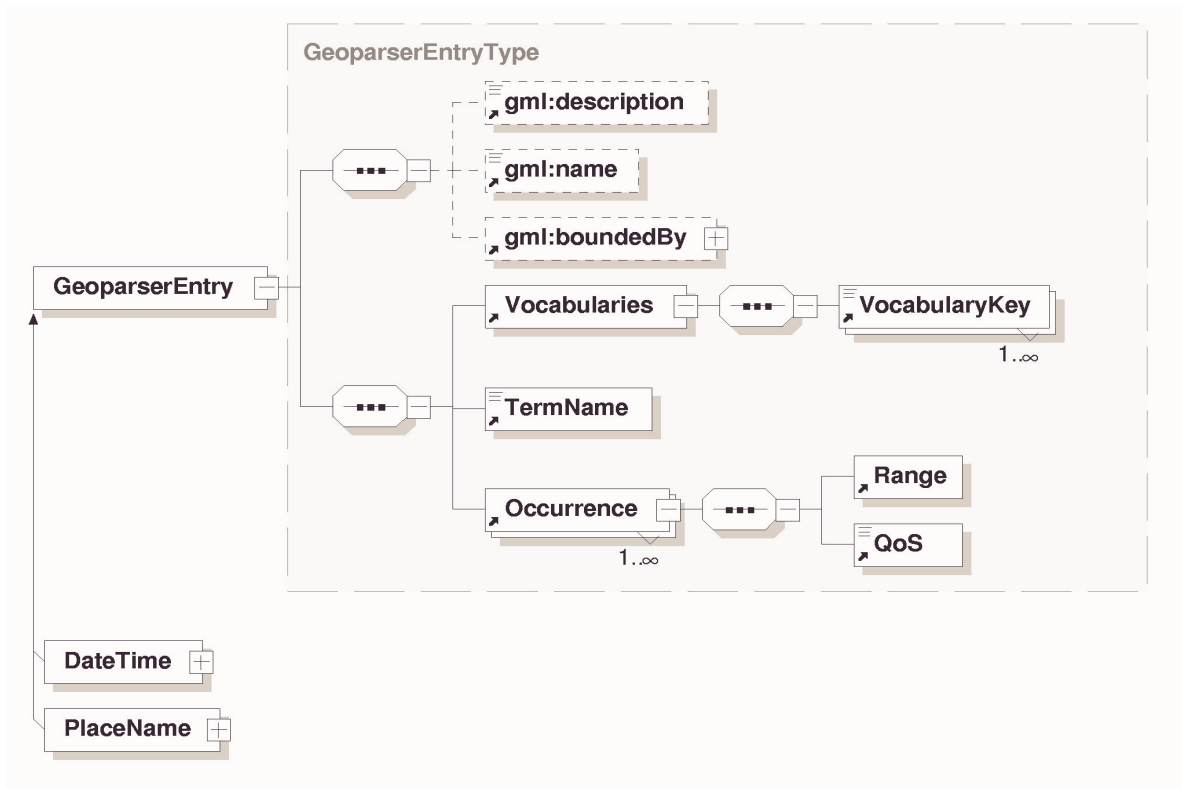 GeoparserEntryType
gml:description
gml:name
gml:boundedBy
GeoparserEntry
Vocabularies
VocabularyKey
1..∞
TermName
Range
Occurrence
QoS
1..∞
DateTime
PlaceName